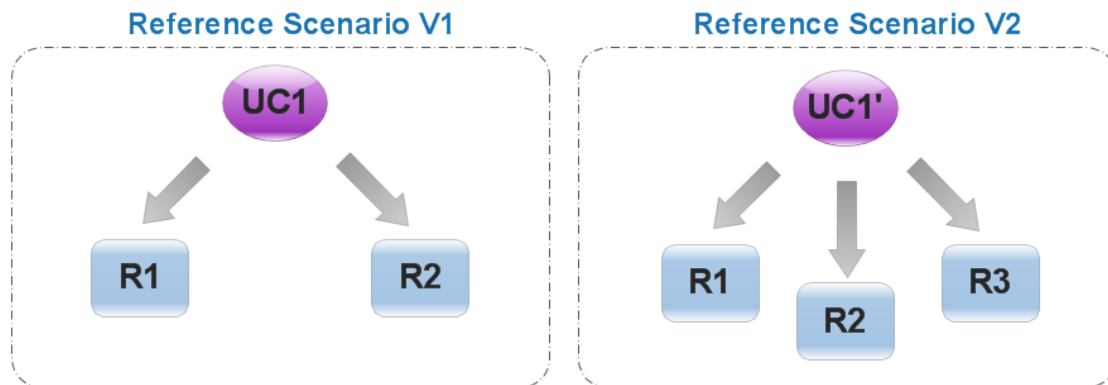 Reference Scenario V1
UC1
R1
R2
Reference Scenario V2
UC1'
R1
R2
R3